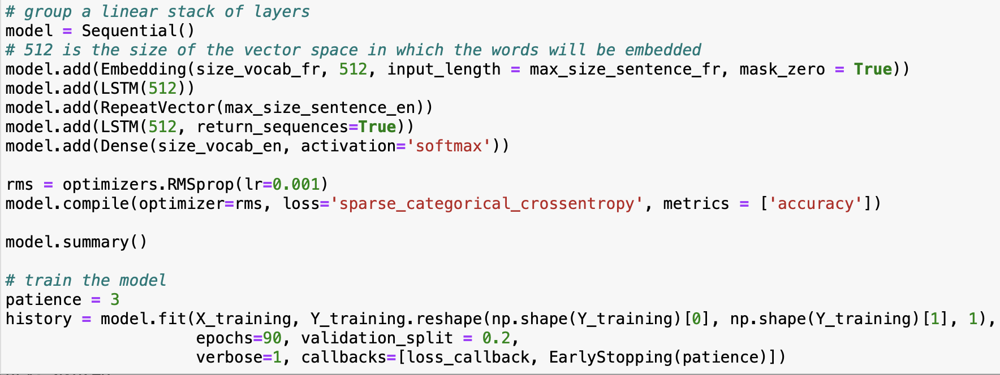 # group a linear stack of layers
model = Sequential()
# 512 is the size of the vector space in which the words will be embedded
model.add(Embedding(size_vocab_fr, 512, input_length = max_size_sentence_fr, mask_zero = True))
model.add(LSTM(512))
model.add(RepeatVector(max_size_sentence_en))
model.add(LSTM(512, return_sequences=True))
model.add(Dense(size_vocab_en, activation='softmax'))
rms = optimizers.RMSprop(lr=0.001)
model.compile(optimizer=rms, loss='sparse_categorical_crossentropy', metrics = ['accuracy'])
model.summary()
# train the model
patience = 3
history = model.fit(X_training, Y_training.reshape(np.shape(Y_training)[0], np.shape(Y_training)[1], 1),
epochs=90, validation_split = 0.2,
verbose=1, callbacks=[loss_callback, EarlyStopping(patience)])